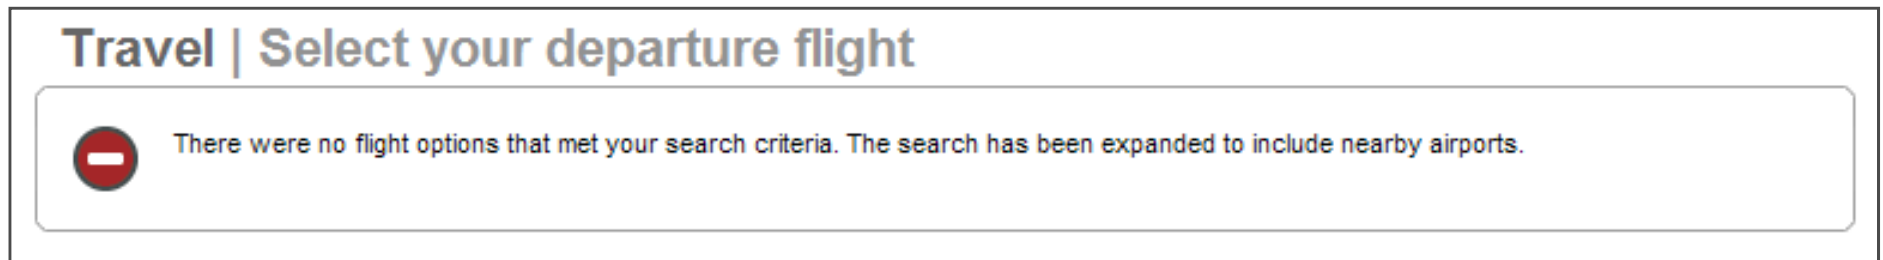 Travel | Select your departure flight
There were no flight options that met your search criteria. The search has been expanded to include nearby airports.